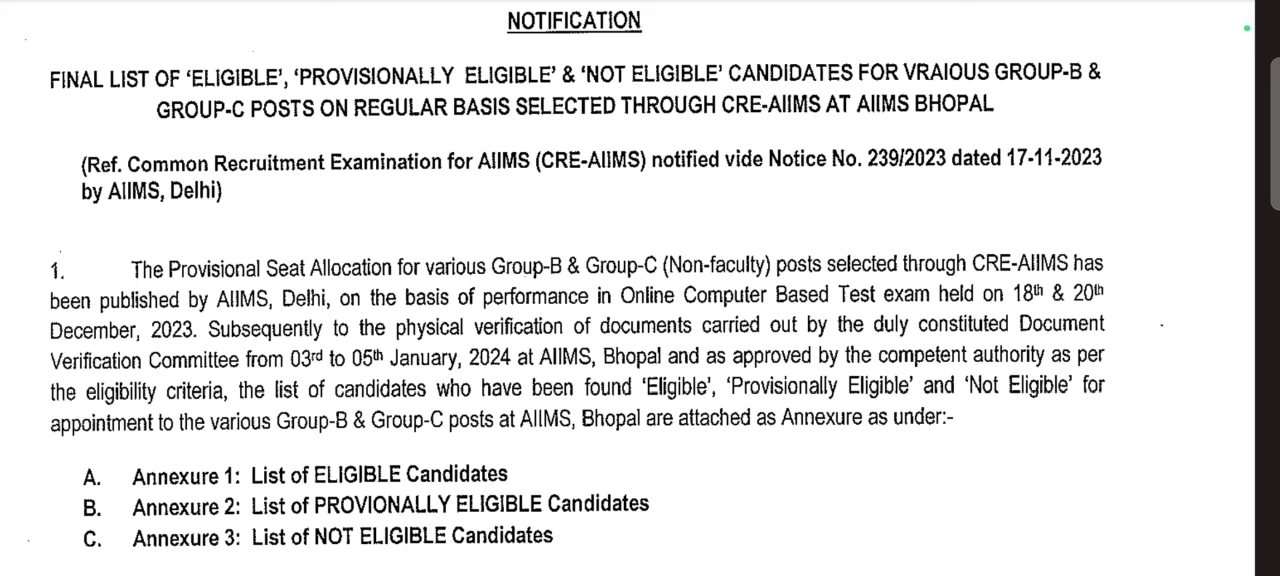 NOTIFICATION
FINAL LIST OF ‘ELIGIBLE’, ‘PROVISIONALLY ELIGIBLE’ & ‘NOT ELIGIBLE’ CANDIDATES FOR VRAIOUS GROUP-B &
GROUP-C POSTS ON REGULAR BASIS SELECTED THROUGH CRE-AIIMS AT AIIMS BHOPAL
(Ref. Common Recruitment Examination for AIIMS (CRE-AIIMS) notified vide Notice No. 239/2023 dated 17-11-2023
by AIIMS, Delhi)
1. The Provisional Seat Allocation for various Group-B & Group-C (Non-faculty) posts selected through CRE-AIIMS has
been published by AIIMS, Delhi, on the basis of performance in Online Computer Based Test exam held on 18th & 20th
December, 2023. Subsequently to the physical verification of documents carried out by the duly constituted Document
Verification Committee from 03rd to 05th January, 2024 at AIIMS, Bhopal and as approved by the competent authority as per
the eligibility criteria, the list of candidates who have been found ‘Eligible’, ‘Provisionally Eligible’ and ‘Not Eligible’ for
appointment to the various Group-B & Group-C posts at AIIMS, Bhopal are attached as Annexure as under:-
A. Annexure 1: List of ELIGIBLE Candidates
B. Annexure 2: List of PROVIONALLY ELIGIBLE Candidates
C. Annexure 3: List of NOT ELIGIBLE Candidates